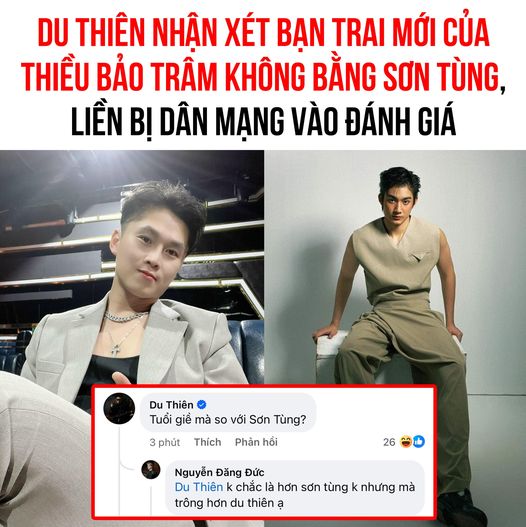 DU THIÊN NHẬN XÉT BẠN TRAI MỚI CỦA
THIỀU BẢO TRÂM KHÔNG BẰNG SƠN TÙNG,
LIỀN BỊ DÂN MẠNG VÀO ĐÁNH GIÁ
Du Thiên
Tuổi giề mà so với Sơn Tùng?
3 phút Thích Phản hồi 26
Nguyễn Đăng Đức
Du Thiên k chắc là hơn sơn tùng k nhưng mà
trông hơn du thiên ạ